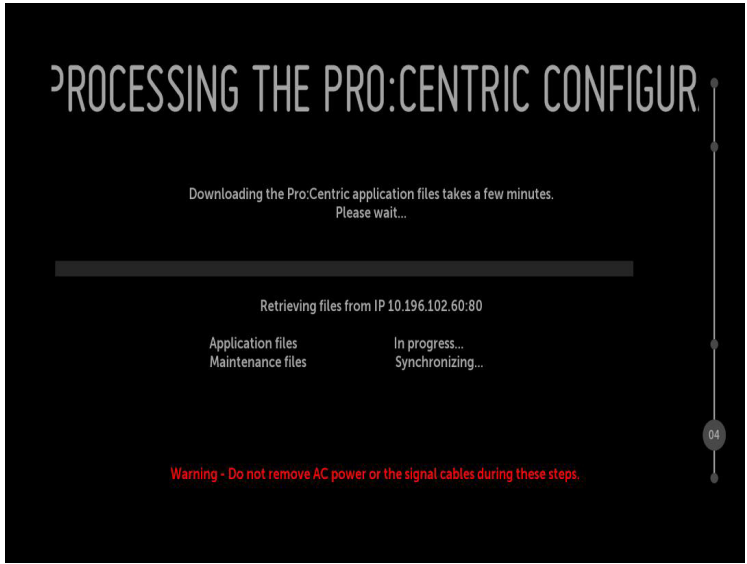 PROCESSING THE PRO:CENTRIC CONFIGUR
Downloading the Pro:Centric application files takes a few minutes.
Please wait...
Retrieving files from IP 10.196.102.60:80
Application files In progress...
Maintenance files Synchronizing...
04
Warning - Do not remove AC power or the signal cables during these steps.